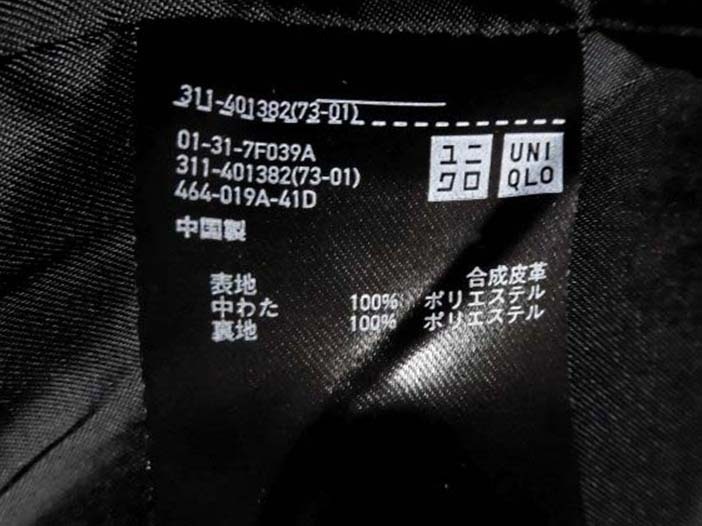 311-401382(73-01)
01-31-7F039A
311-401382(73-01)
464-019A-41D
中国製
ユニ
クロ
UNI
QLO
表地 合成皮革
中わた 100% ポリエステル
裏地 100% ポリエステル